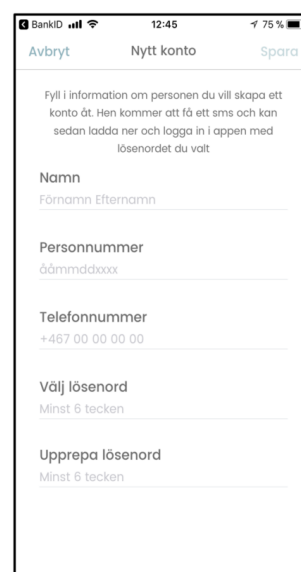 BankID 12:45 75 %
Avbryt Nytt konto Spara
Fyll i information om personen du vill skapa ett
konto åt. Hen kommer att få ett sms och kan
sedan ladda ner och logga in i appen med
lösenordet du valt
Namn
Förnamn Efternamn
Personnummer
ååmmddxxxx
Telefonnummer
+467 00 00 00 00
Välj lösenord
Minst 6 tecken
Upprepa lösenord
Minst 6 tecken